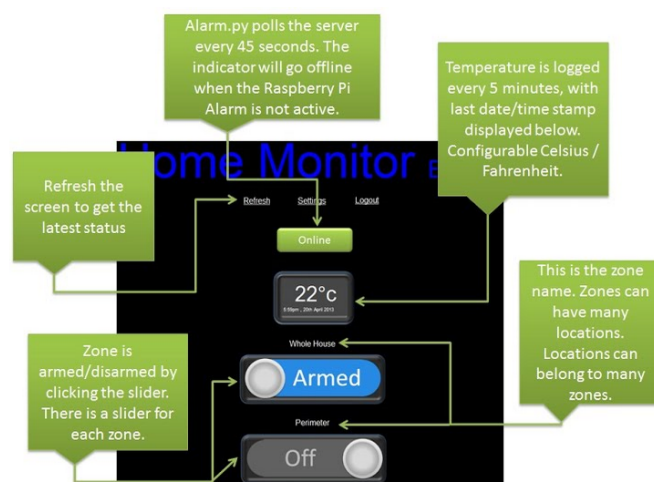 Alarm.py polls the server
every 45 seconds. The
indicator will go offline
when the Raspberry Pi
Alarm is not active.
Temperature is logged
every 5 minutes, with
last date/time stamp
displayed below.
Configurable Celsius /
Fahrenheit.
Home Monitor
Refresh the
screen to get the
latest status
Refresh Settings Logout
Online
22°c
6:59pm , 20th April 2013
This is the zone
name. Zones can
have many
locations.
Locations can
belong to many
zones.
Whole House
Zone is
armed/disarmed by
clicking the slider.
There is a slider for
each zone.
Armed
Perimeter
Off